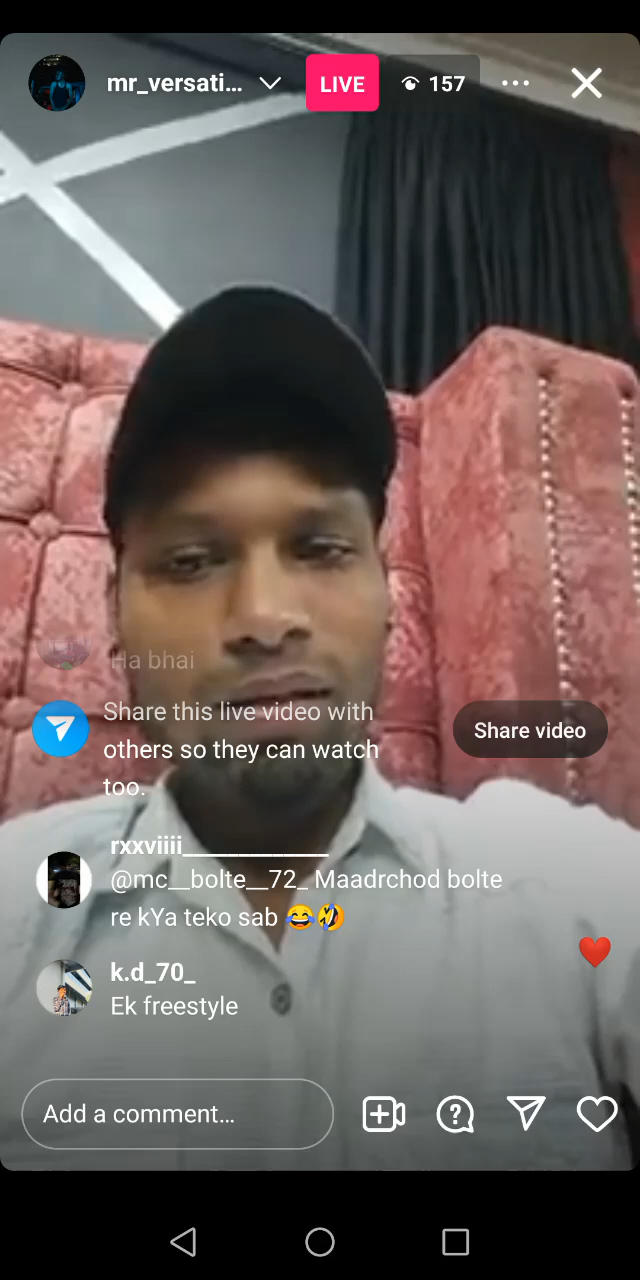 mr_versati...
LIVE
157
Ha bhai
Share this live video with
others so they can watch
too.
Share video
rxxviiii____________
@mc__bolte__72_ Maadrchod bolte
re kYa teko sab 😂🤣
k.d_70_
Ek freestyle
Add a comment...